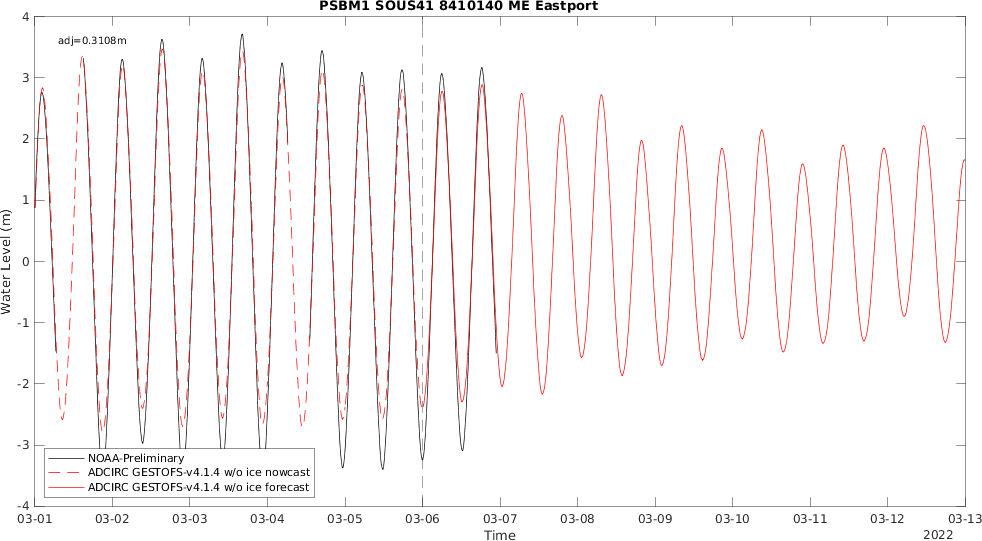 PSBM1 SOUS41 8410140 ME Eastport
adj=0.3108m
4
3
2
1
0
-1
-2
-3
-4
Water Level (m)
NOAA-Preliminary
ADCIRC GESTOFS-v4.1.4 w/o ice nowcast
ADCIRC GESTOFS-v4.1.4 w/o ice forecast
03-01 03-02 03-03 03-04 03-05 03-06 03-07 03-08 03-09 03-10 03-11 03-12 03-13
Time
2022